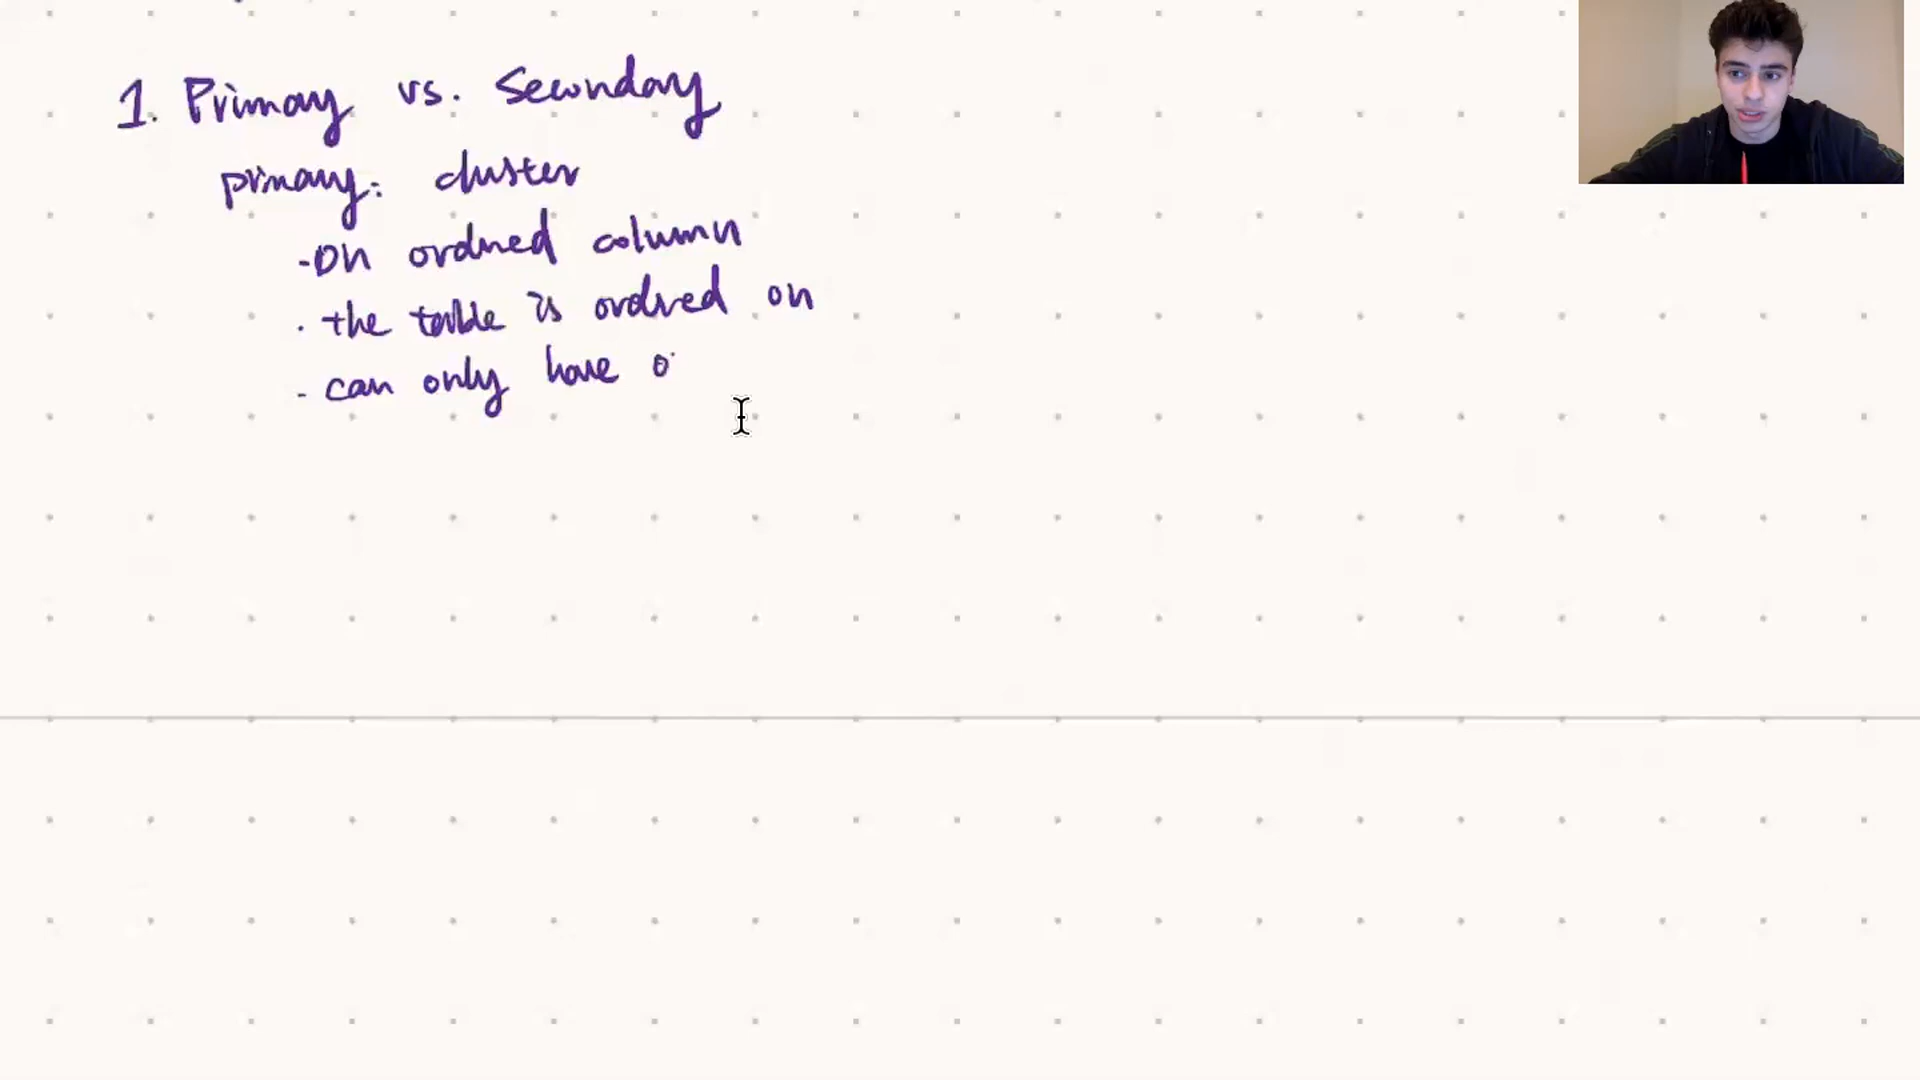 1. Primary vs. Secondary
primary: cluster
- On ordered column
· the table is ordered on
- can only have o